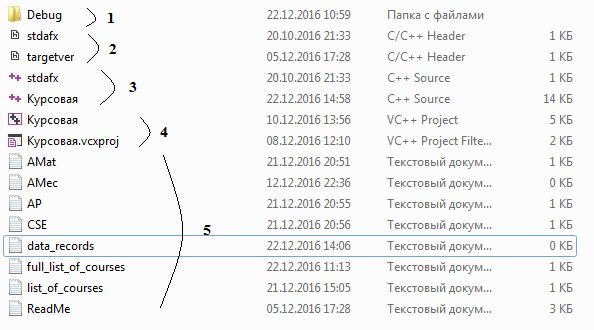 Debug 22.12.2016 10:59 Папка с файлами 1
stdafx 20.10.2016 21:33 C/C++ Header 1 КБ
targetver 05.12.2016 17:28 C/C++ Header 1 КБ 2
stdafx 20.10.2016 21:33 C++ Source 1 КБ
Курсовая 22.12.2016 14:58 C++ Source 14 КБ 3
Курсовая 10.12.2016 13:56 VC++ Project 5 КБ
Курсовая.vcxproj 08.12.2016 12:10 VC++ Project Filte... 2 КБ 4
AMat 21.12.2016 20:51 Текстовый докум... 1 КБ
AMec 12.12.2016 22:36 Текстовый докум... 0 КБ
AP 21.12.2016 20:55 Текстовый докум... 1 КБ
CSE 21.12.2016 20:56 Текстовый докум... 1 КБ 5
data_records 22.12.2016 14:06 Текстовый докум... 0 КБ
full_list_of_courses 22.12.2016 11:13 Текстовый докум... 1 КБ
list_of_courses 21.12.2016 15:05 Текстовый докум... 1 КБ
ReadMe 05.12.2016 17:28 Текстовый докум... 3 КБ